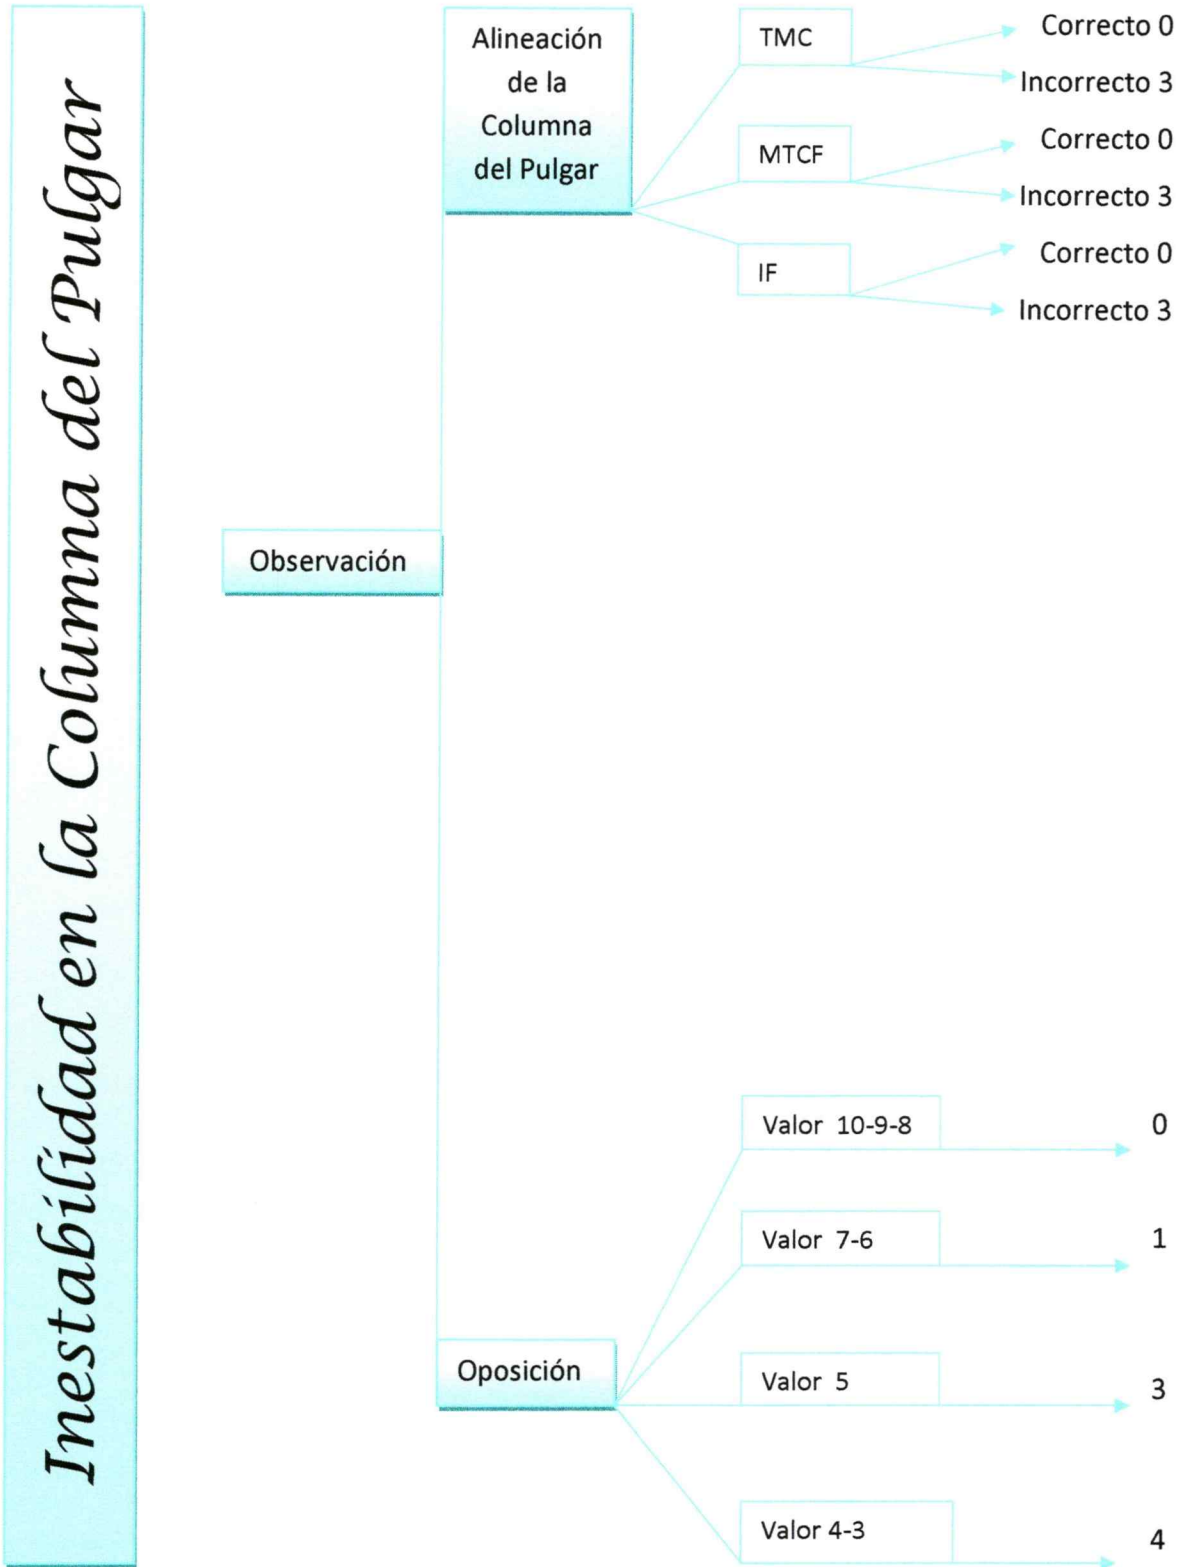 Inestabilidad en la Columna del Pulgar
Observación
Alineación
de la
Columna
del Pulgar
TMC
Correcto 0
Incorrecto 3
MTCF
Correcto 0
Incorrecto 3
IF
Correcto 0
Incorrecto 3
Oposición
Valor 10-9-8
0
Valor 7-6
1
Valor 5
3
Valor 4-3
4